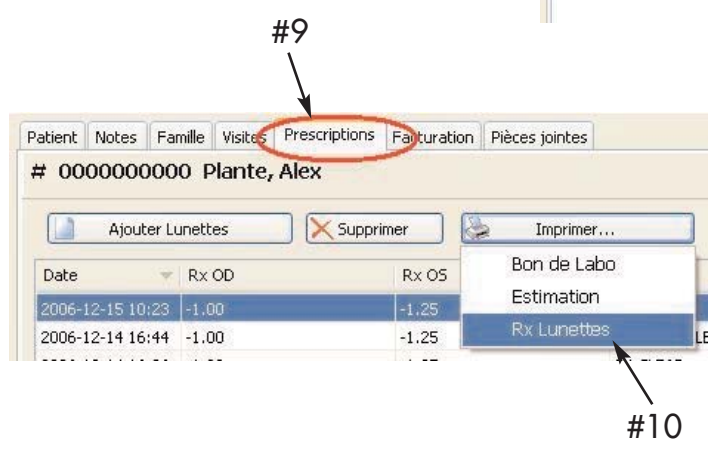 #9
Patient Notes Famille Visites Prescriptions Facturation Pièces jointes
# 0000000000 Plante, Alex
Ajouter Lunettes Supprimer Imprimer...
Date Rx OD Rx OS Bon de Labo
Estimation
2006-12-15 10:23 -1.00 -1.25 Rx Lunettes
2006-12-14 16:44 -1.00 -1.25
#10